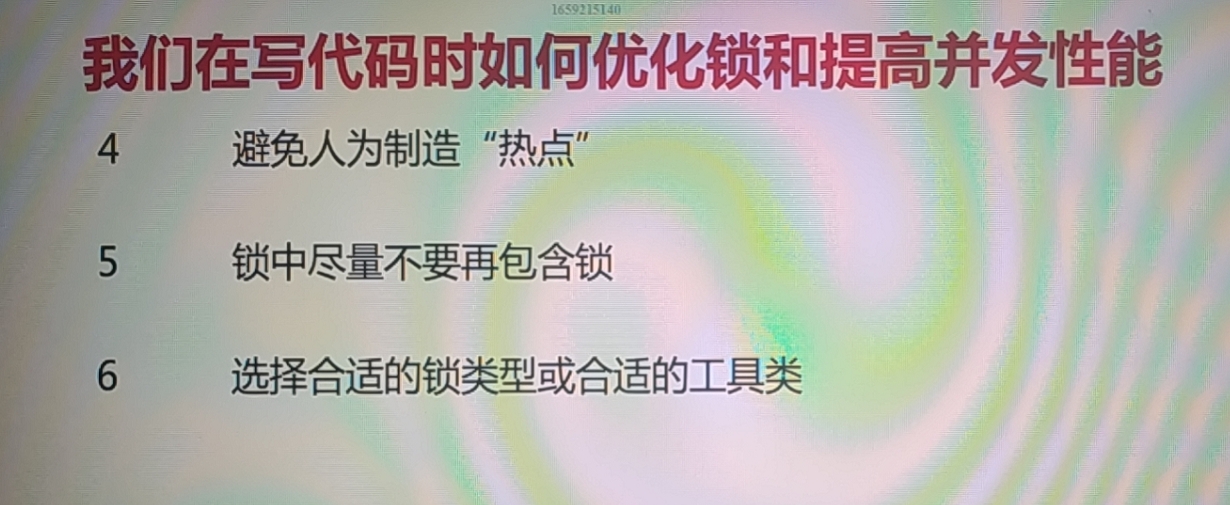 1659215140
我们在写代码时如何优化锁和提高并发性能
4 避免人为制造“热点”
5 锁中尽量不要再包含锁
6 选择合适的锁类型或合适的工具类